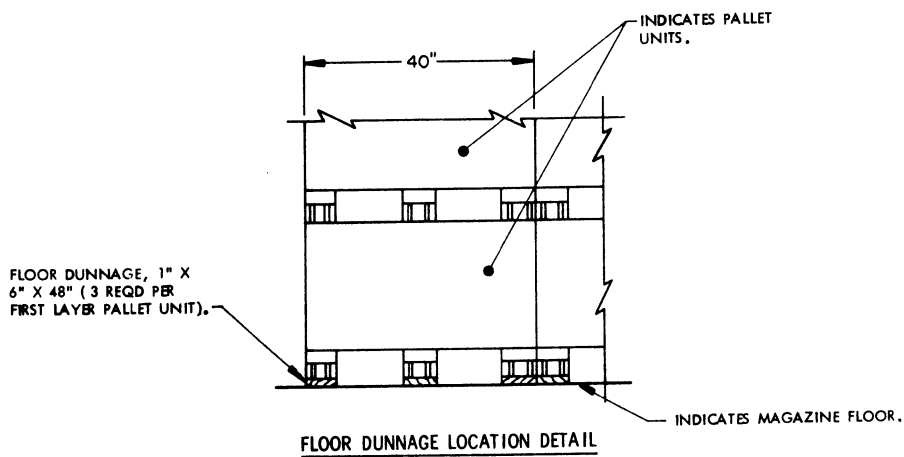 INDICATES PALLET
UNITS.
40"
FLOOR DUNNAGE, 1" X
6" X 48" (3 REQD PER
FIRST LAYER PALLET UNIT).
INDICATES MAGAZINE FLOOR.
FLOOR DUNNAGE LOCATION DETAIL